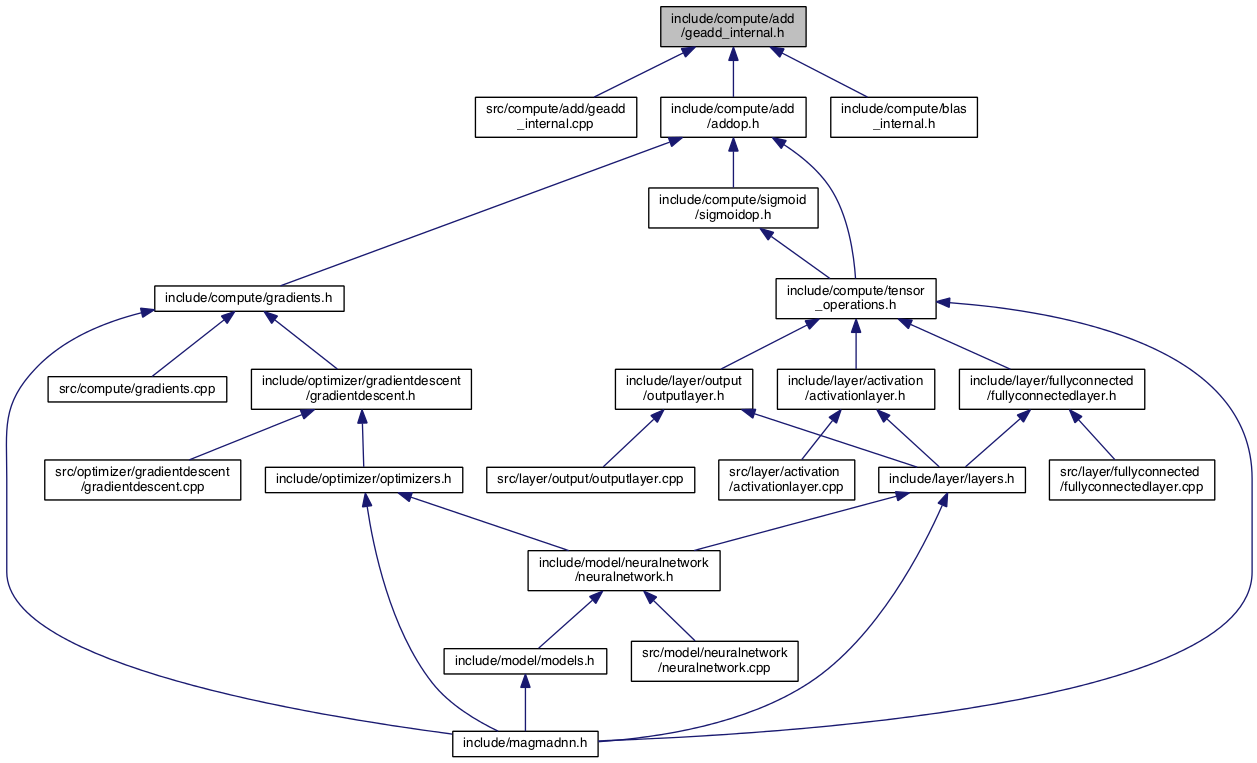 include/compute/add
/geadd_internal.h
src/compute/add/geadd
_internal.cpp
include/compute/add
/addop.h
include/compute/blas
_internal.h
include/compute/sigmoid
/sigmoidop.h
include/compute/gradients.h
include/compute/tensor
_operations.h
src/compute/gradients.cpp
include/optimizer/gradientdescent
/gradientdescent.h
include/layer/output
/outputlayer.h
include/layer/activation
/activationlayer.h
include/layer/fullyconnected
/fullyconnectedlayer.h
src/optimizer/gradientdescent
/gradientdescent.cpp
include/optimizer/optimizers.h
src/layer/output/outputlayer.cpp
src/layer/activation
/activationlayer.cpp
include/layer/layers.h
src/layer/fullyconnected
/fullyconnectedlayer.cpp
include/model/neuralnetwork
/neuralnetwork.h
include/model/models.h
src/model/neuralnetwork
/neuralnetwork.cpp
include/magmadnn.h